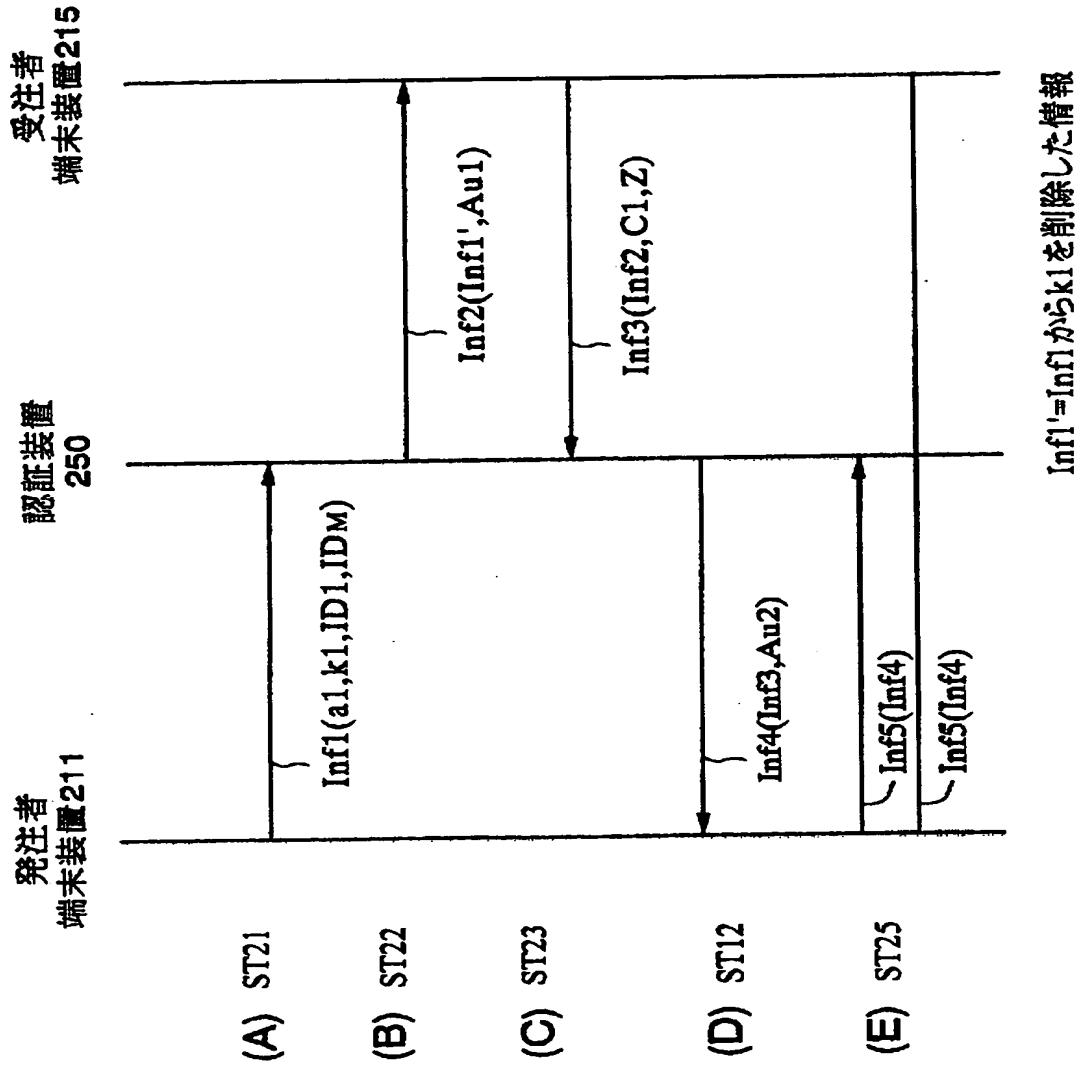 発注者
端末装置211
認証装置
250
受注者
端末装置215
(A) ST21
Inf1(a1,k1,ID1,IDM)
(B) ST22
Inf2(Inf1',Au1)
(C) ST23
Inf3(Inf2,C1,Z)
(D) ST12
Inf4(Inf3,Au2)
(E) ST25
Inf5(Inf4)
Inf5(Inf4)
Inf1'=Inf1からk1を削除した情報